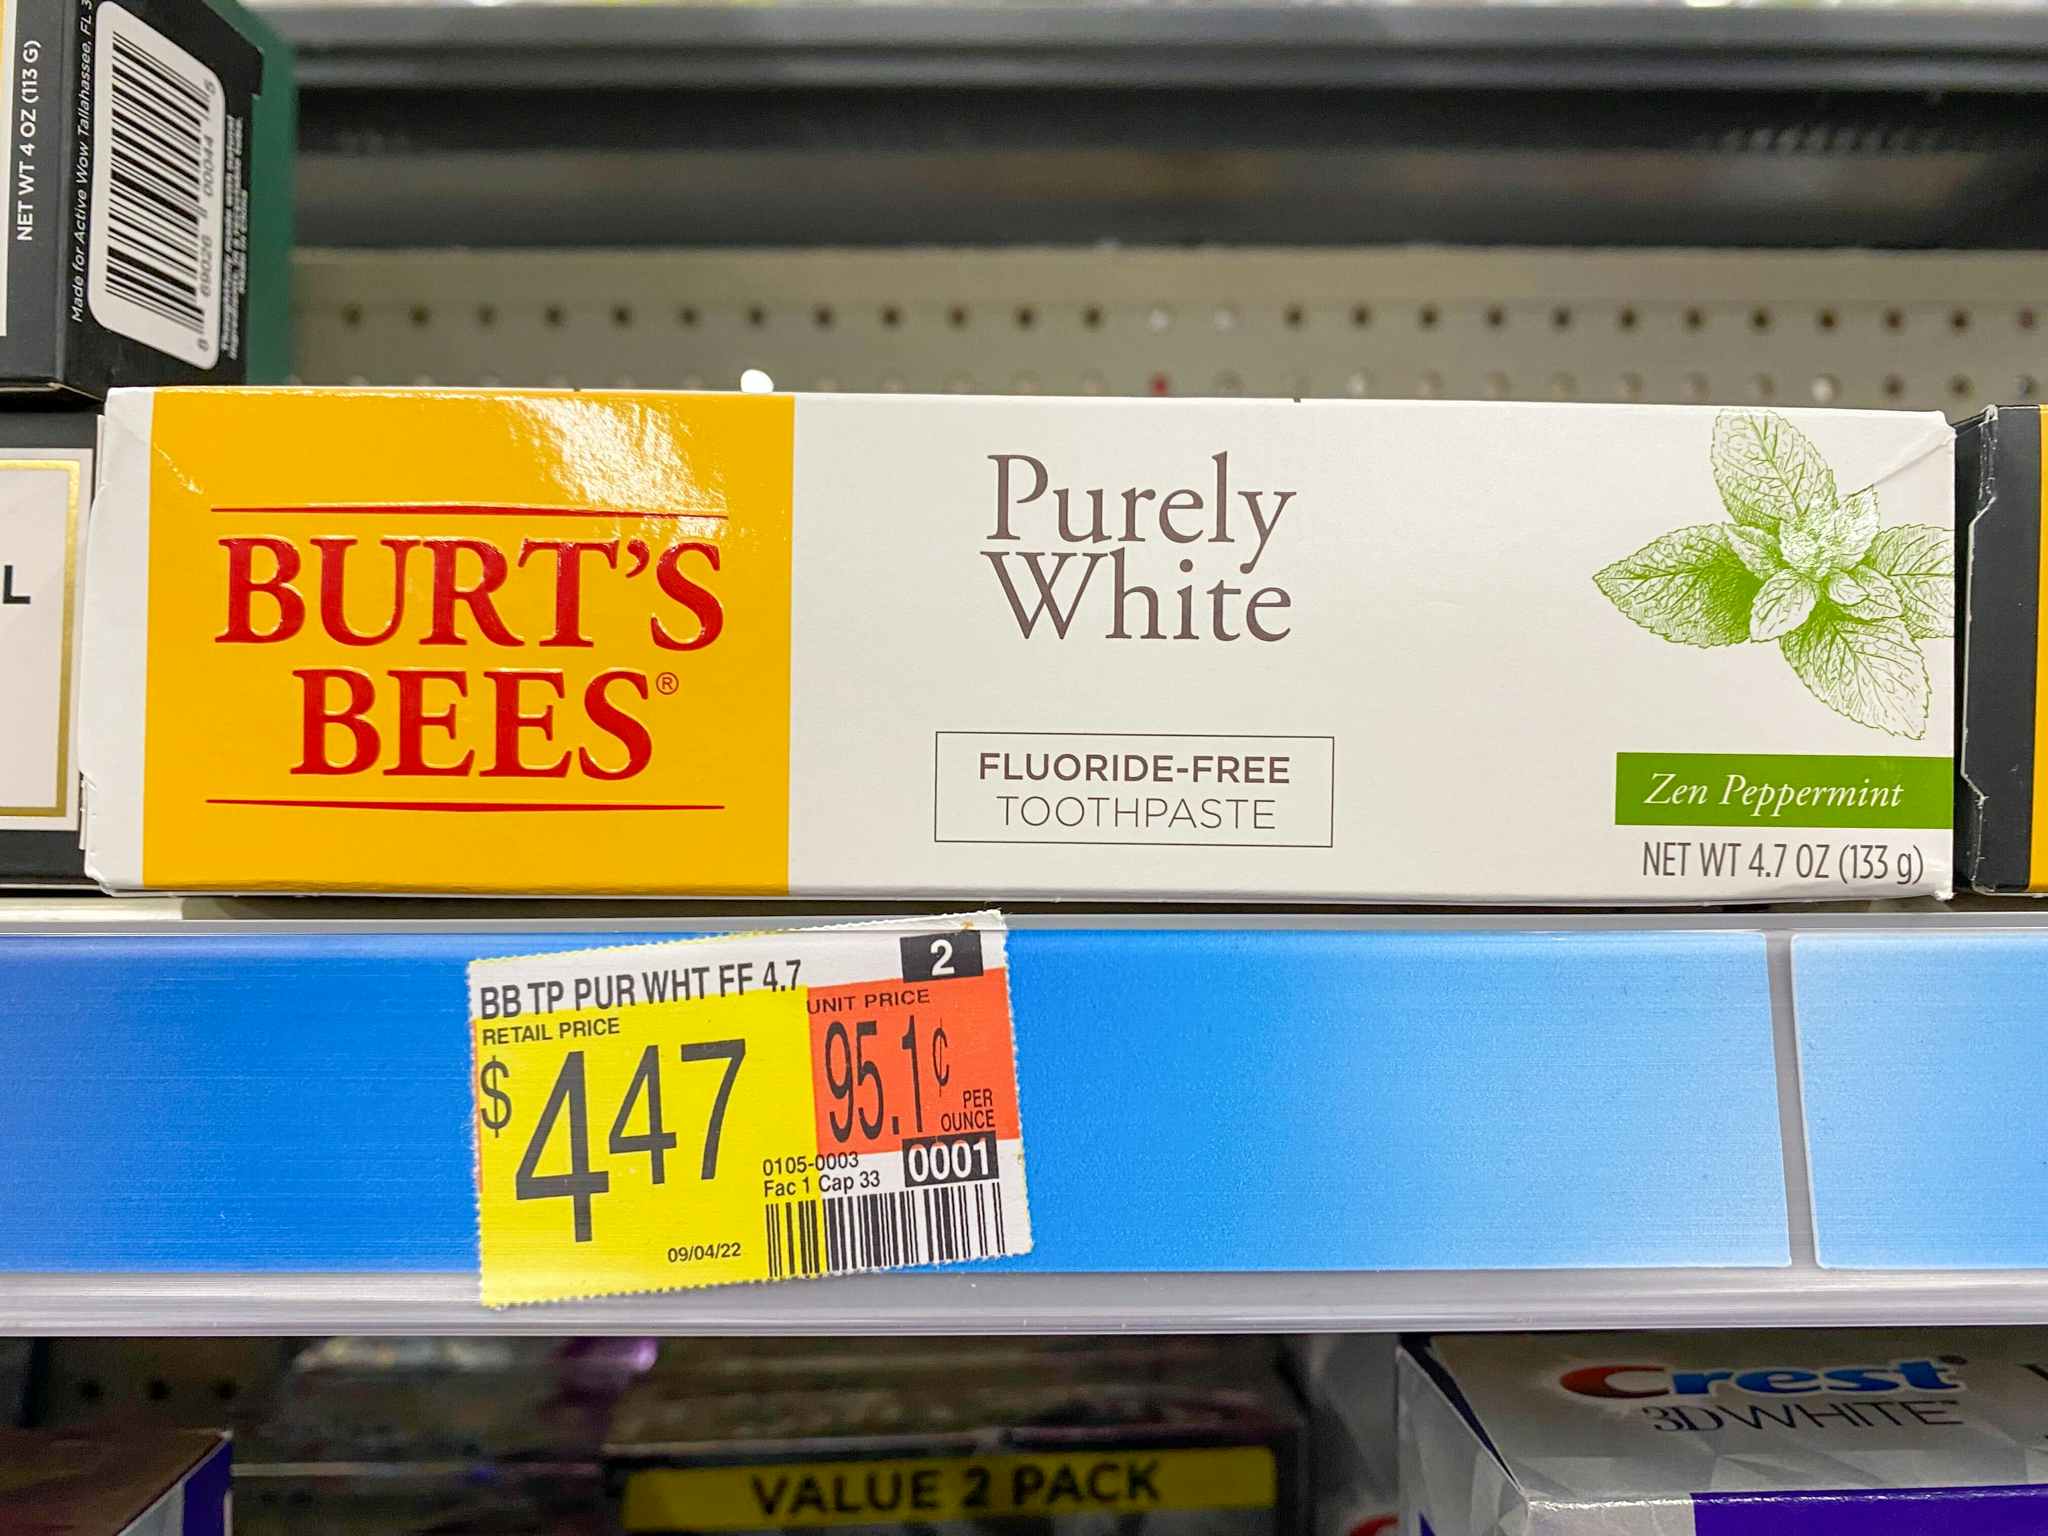 NET WT 4 OZ (113 G)
Made for Active Wow Tallahassee, FL 3
L
BURT'S
BEES®
Purely
White
FLUORIDE-FREE
TOOTHPASTE
Zen Peppermint
NET WT 4.7 OZ (133 g)
2
BB TP PUR WHT FF 4.7
RETAIL PRICE
$447
UNIT PRICE
95.1¢
PER
OUNCE
0105-0003
Fac 1 Cap 33
0001
09/04/22
Crest
3DWHITE
VALUE 2 PACK